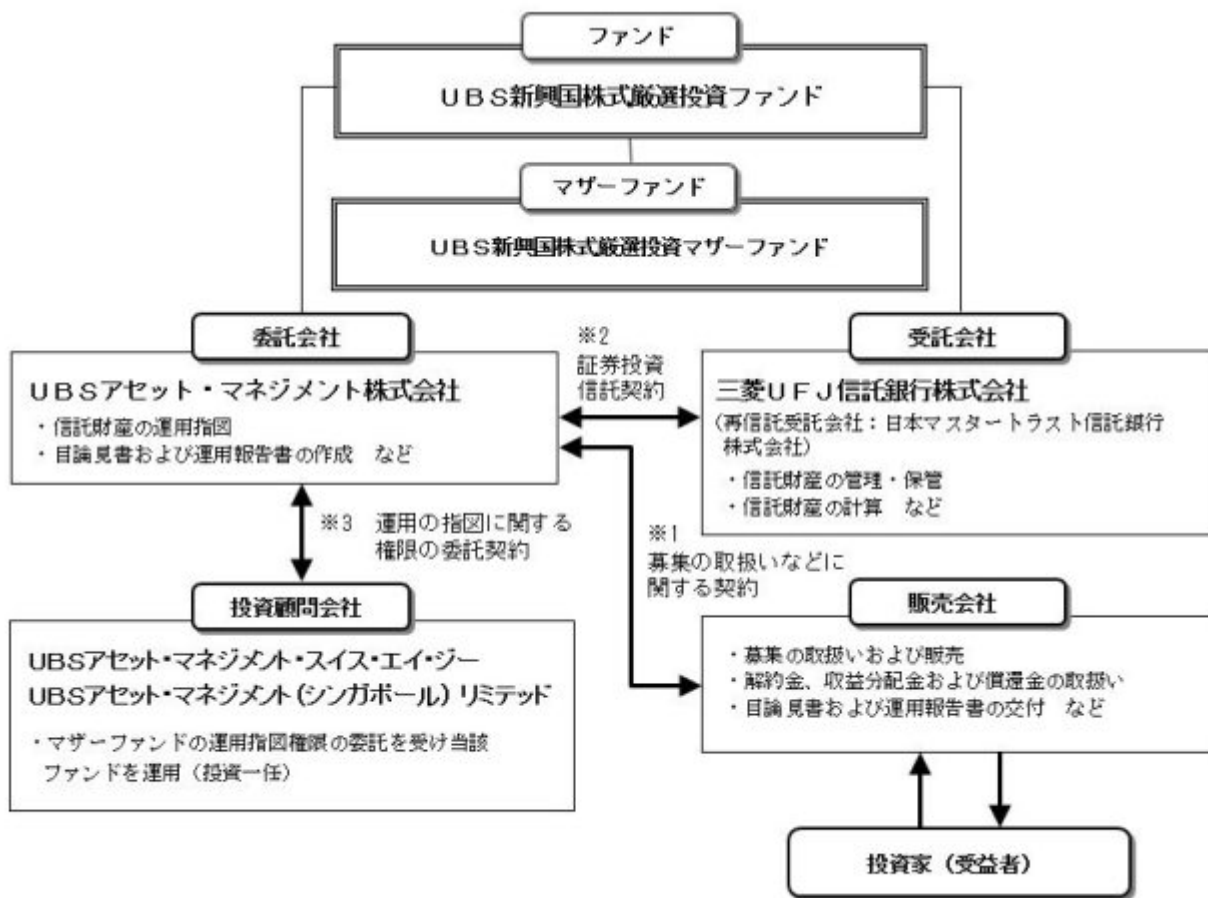 ファンド
UBS新興国株式厳選投資ファンド
マザーファンド
UBS新興国株式厳選投資マザーファンド
委託会社
UBSアセット・マネジメント株式会社
・信託財産の運用指図
・目論見書および運用報告書の作成 など
※2
証券投資
信託契約
受託会社
三菱UFJ信託銀行株式会社
(再信託受託会社:日本マスタートラスト信託銀行
株式会社)
・信託財産の管理・保管
・信託財産の計算 など
※3 運用の指図に関する
権限の委託契約
※1
募集の取扱いなどに
関する契約
投資顧問会社
UBSアセット・マネジメント・スイス・エイ・ジー
UBSアセット・マネジメント(シンガポール)リミテッド
・マザーファンドの運用指図権限の委託を受け当該
ファンドを運用(投資一任)
販売会社
・募集の取扱いおよび販売
・解約金、収益分配金および償還金の取扱い
・目論見書および運用報告書の交付 など
投資家(受益者)